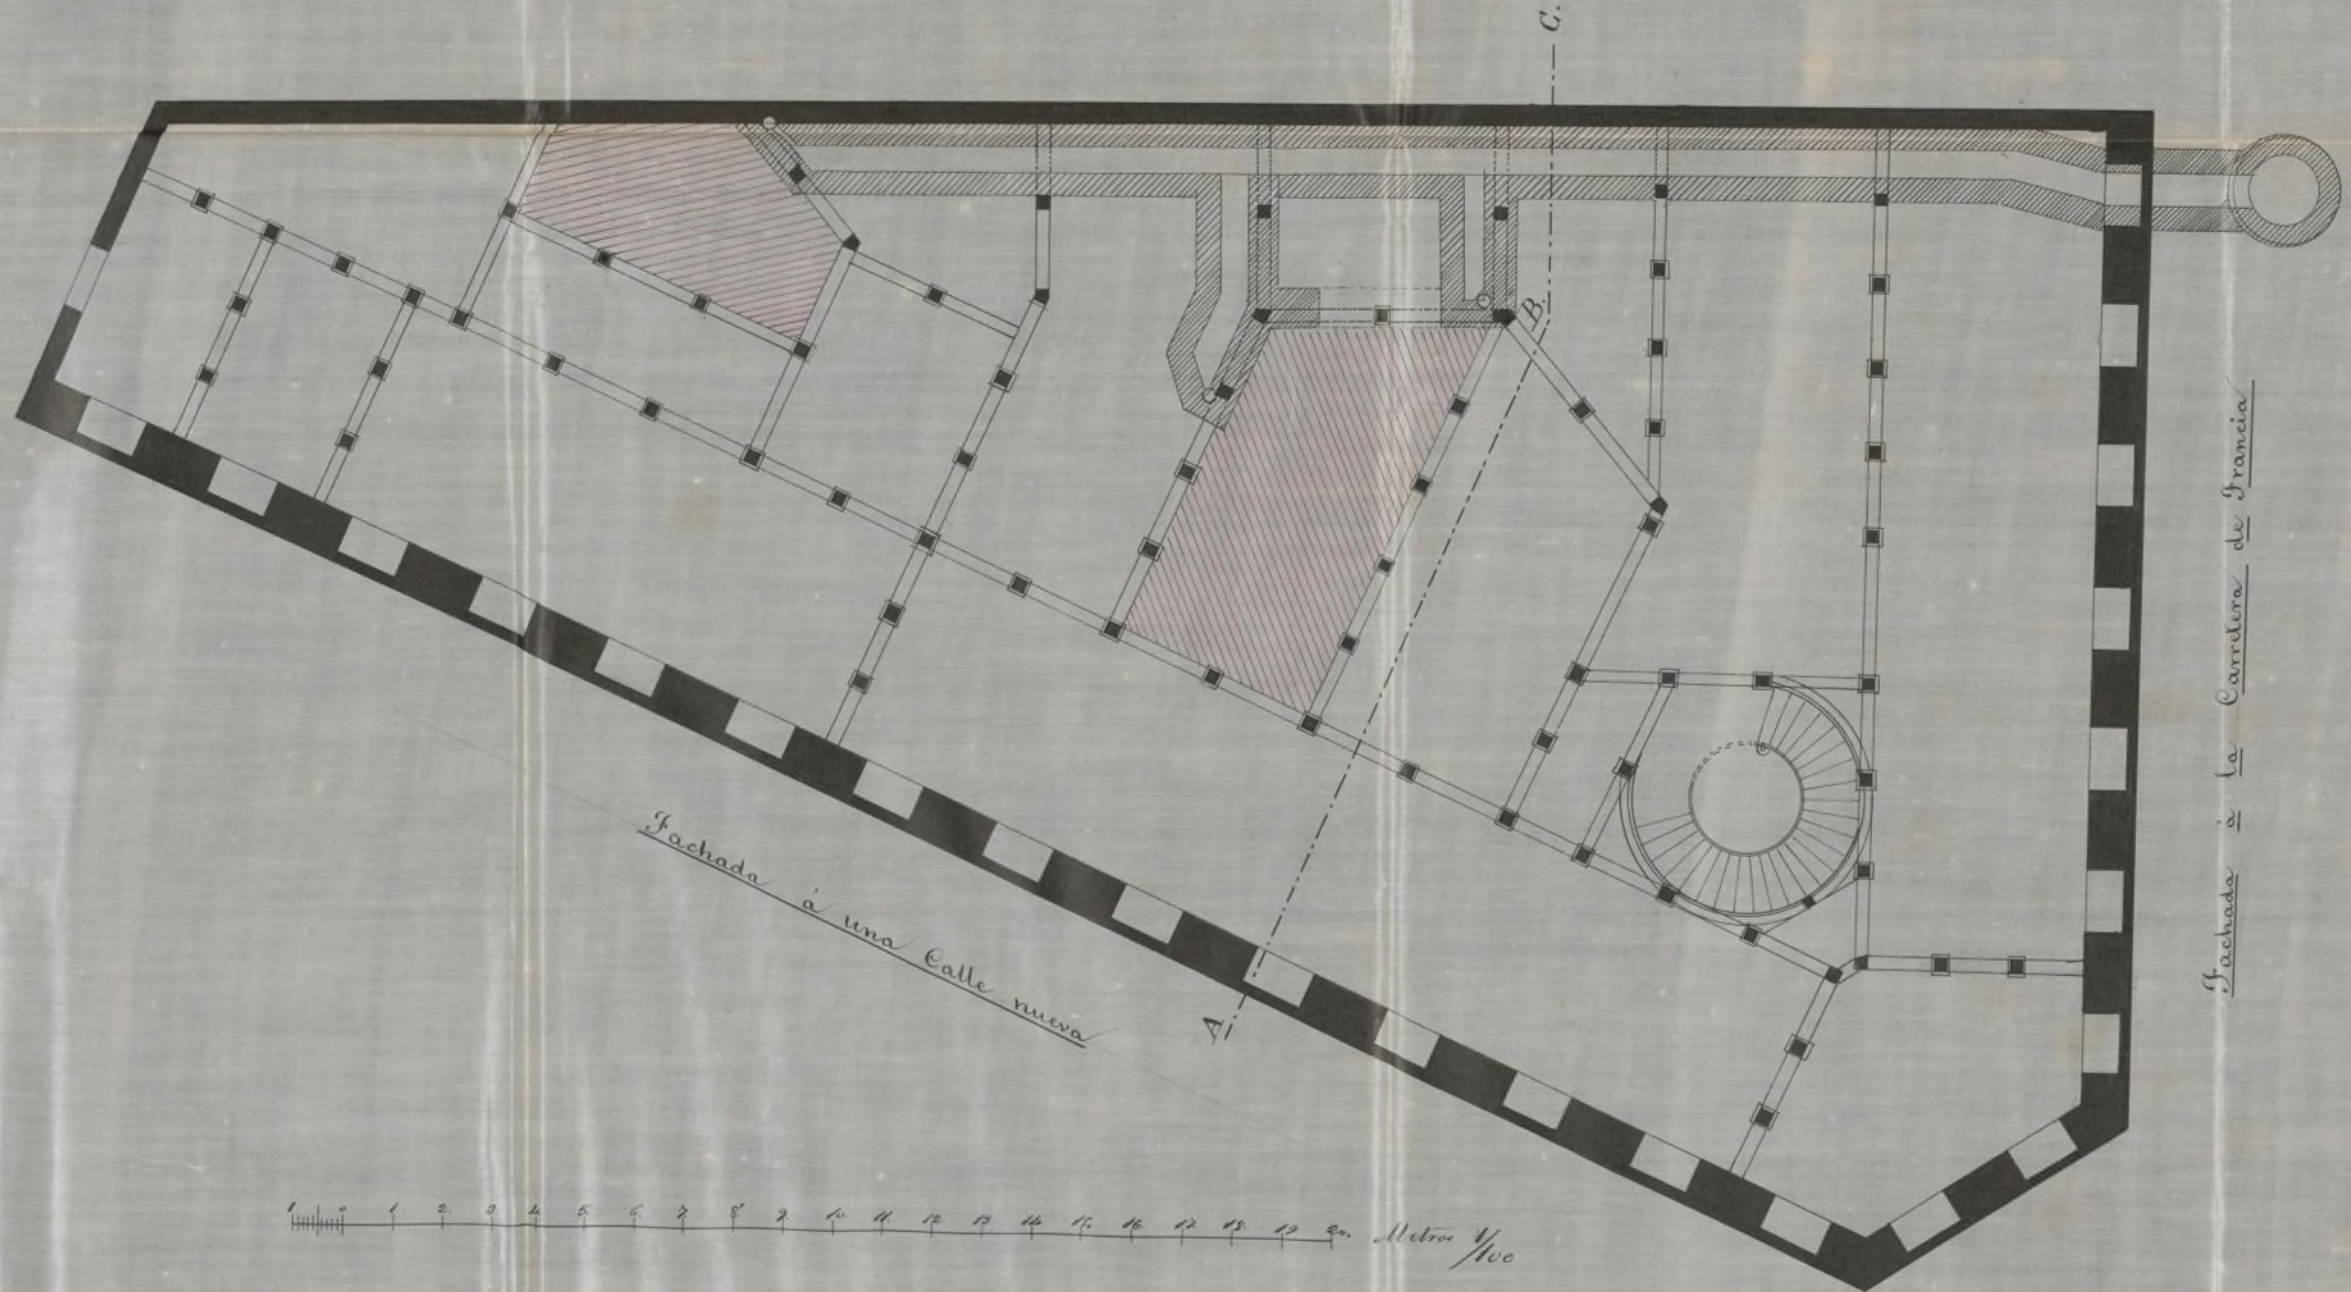 C.
B.
Fachada à la Carretera de Francia
Fachada à una Calle nueva
A
1 0 1. 2. 3. 4. 5. 6. 7. 8. 9. 10. 11. 12. 13. 14. 15. 16. 17. 18. 19. 20. Metros 1/100